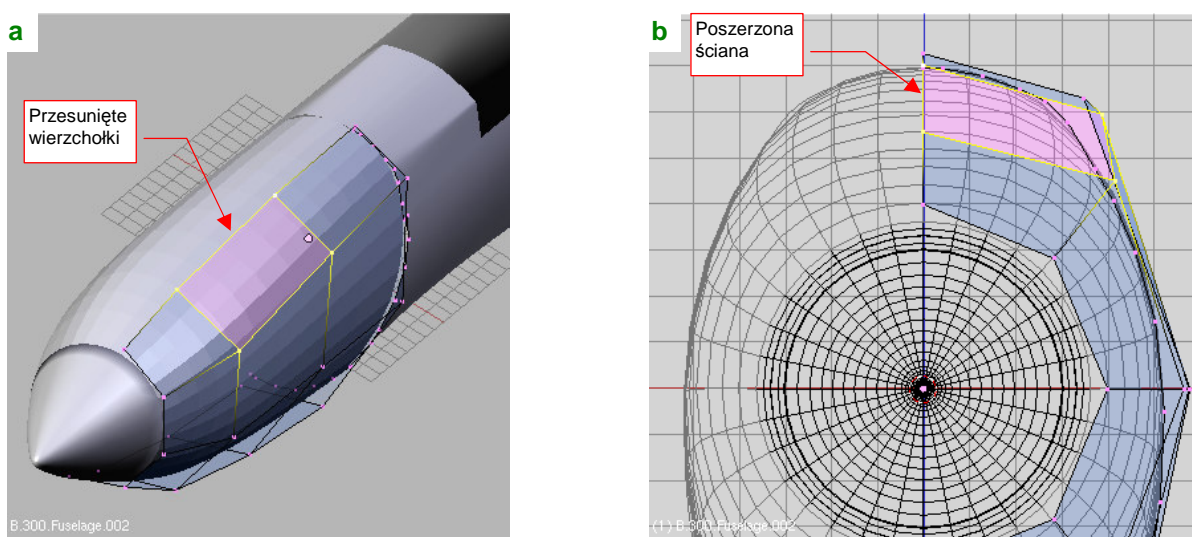 a
Przesunięte
wierzchołki
B.300.Fuselage.002
b
Poszerzona
ściana
(1) B.300.Fuselage.002